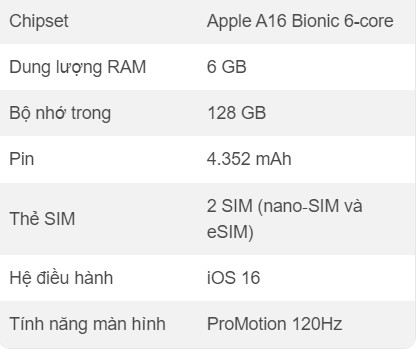 Chipset Apple A16 Bionic 6-core
Dung lượng RAM 6 GB
Bộ nhớ trong 128 GB
Pin 4.352 mAh
Thẻ SIM 2 SIM (nano-SIM và
eSIM)
Hệ điều hành iOS 16
Tính năng màn hình ProMotion 120Hz